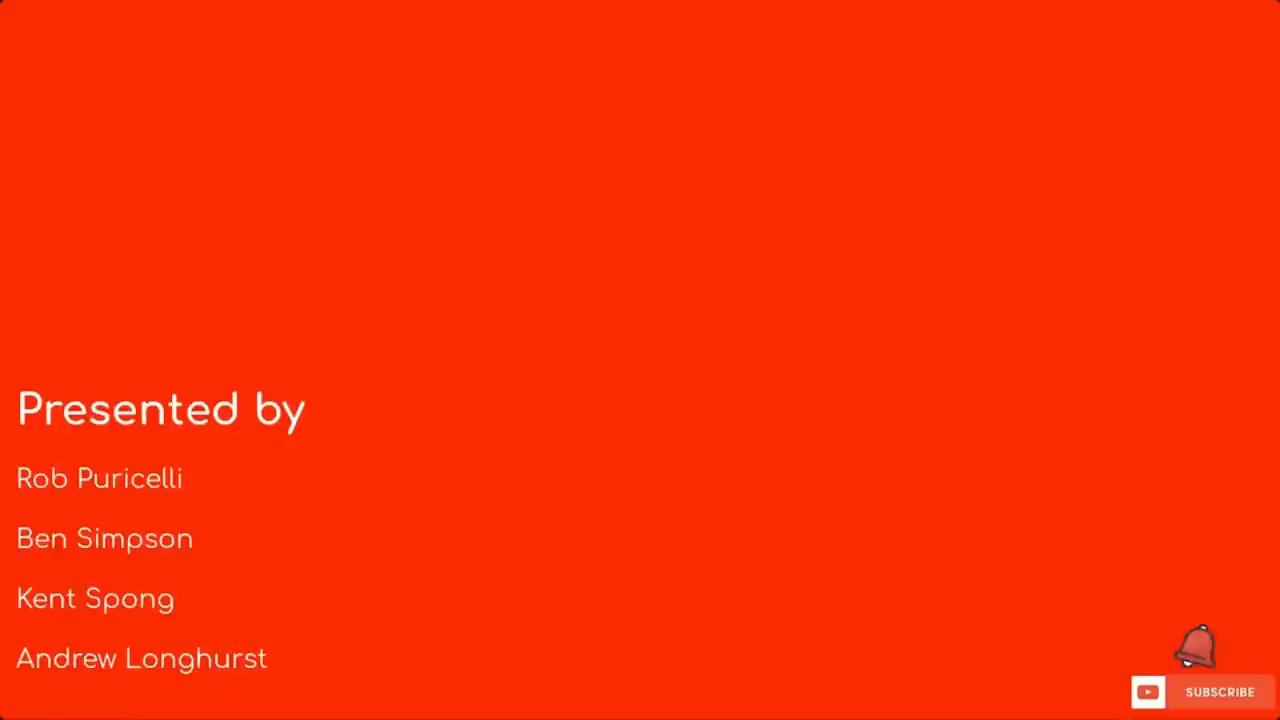 Presented by
Rob Puricelli
Ben Simpson
Kent Spong
Andrew Longhurst
SUBSCRIBE